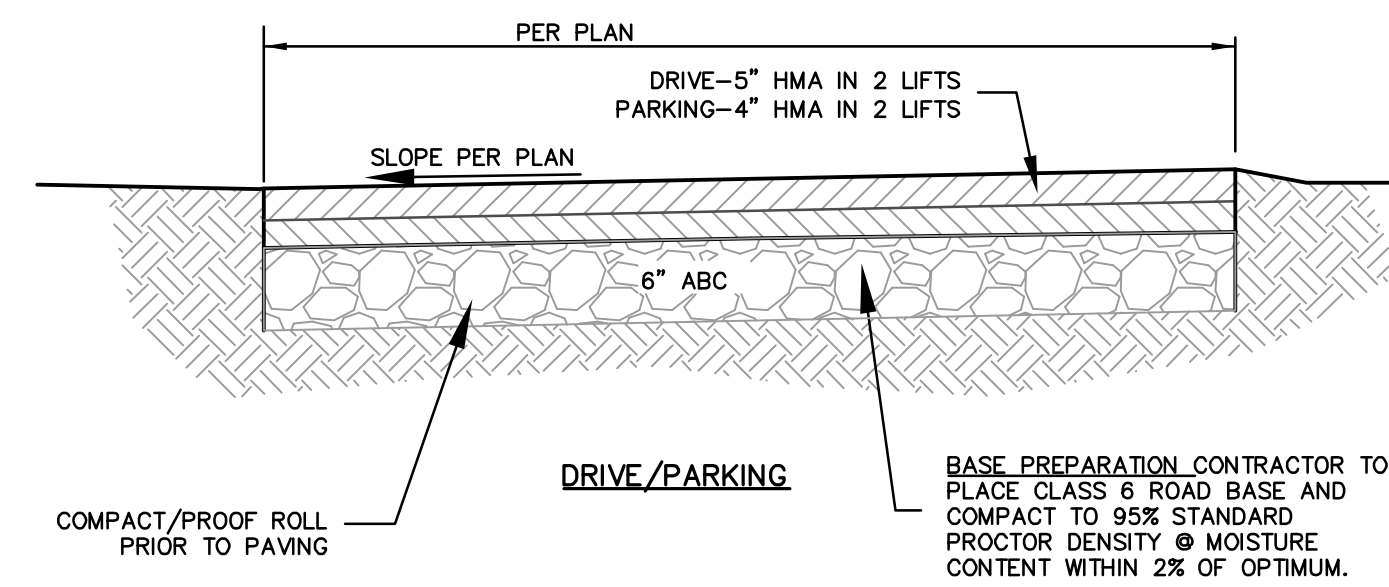 PER PLAN
DRIVE–5” HMA IN 2 LIFTS
PARKING–4” HMA IN 2 LIFTS
SLOPE PER PLAN
6” ABC
DRIVE/PARKING
COMPACT/PROOF ROLL
PRIOR TO PAVING
BASE PREPARATION CONTRACTOR TO
PLACE CLASS 6 ROAD BASE AND
COMPACT TO 95% STANDARD
PROCTOR DENSITY @ MOISTURE
CONTENT WITHIN 2% OF OPTIMUM.